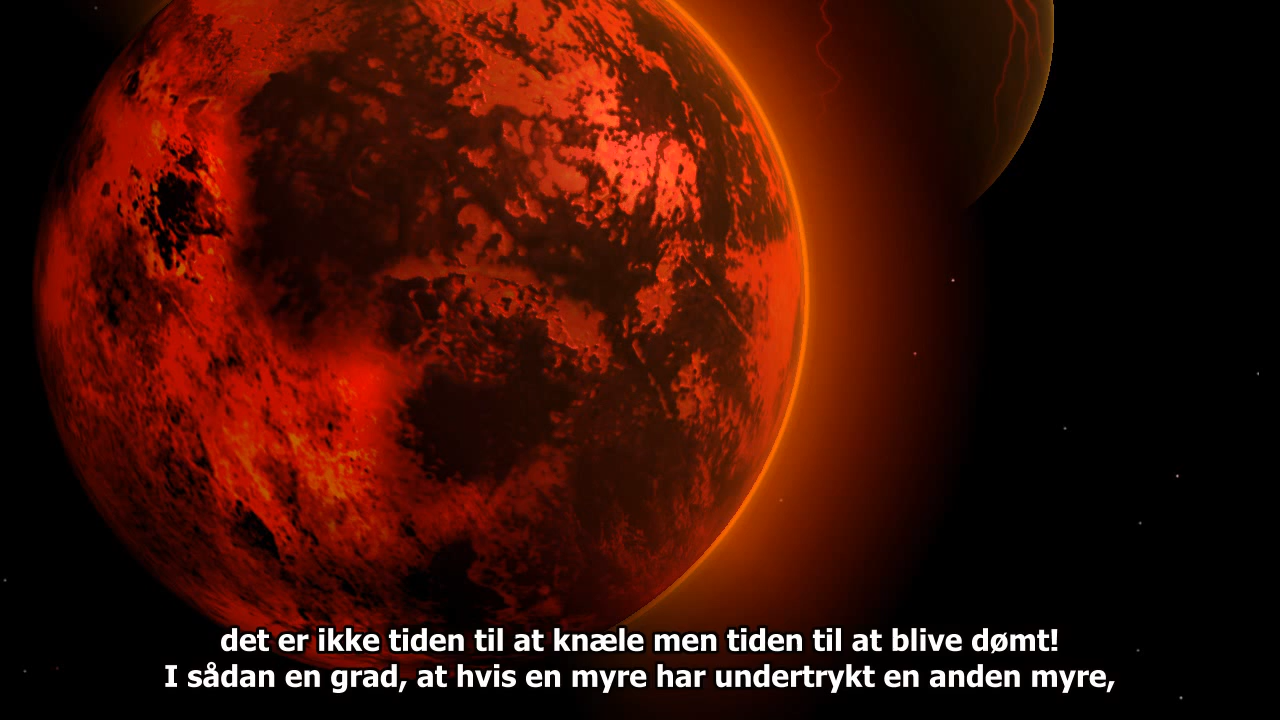 det er ikke tiden til at knæle men tiden til at blive dømt!
I sådan en grad, at hvis en myre har undertrykt en anden myre,